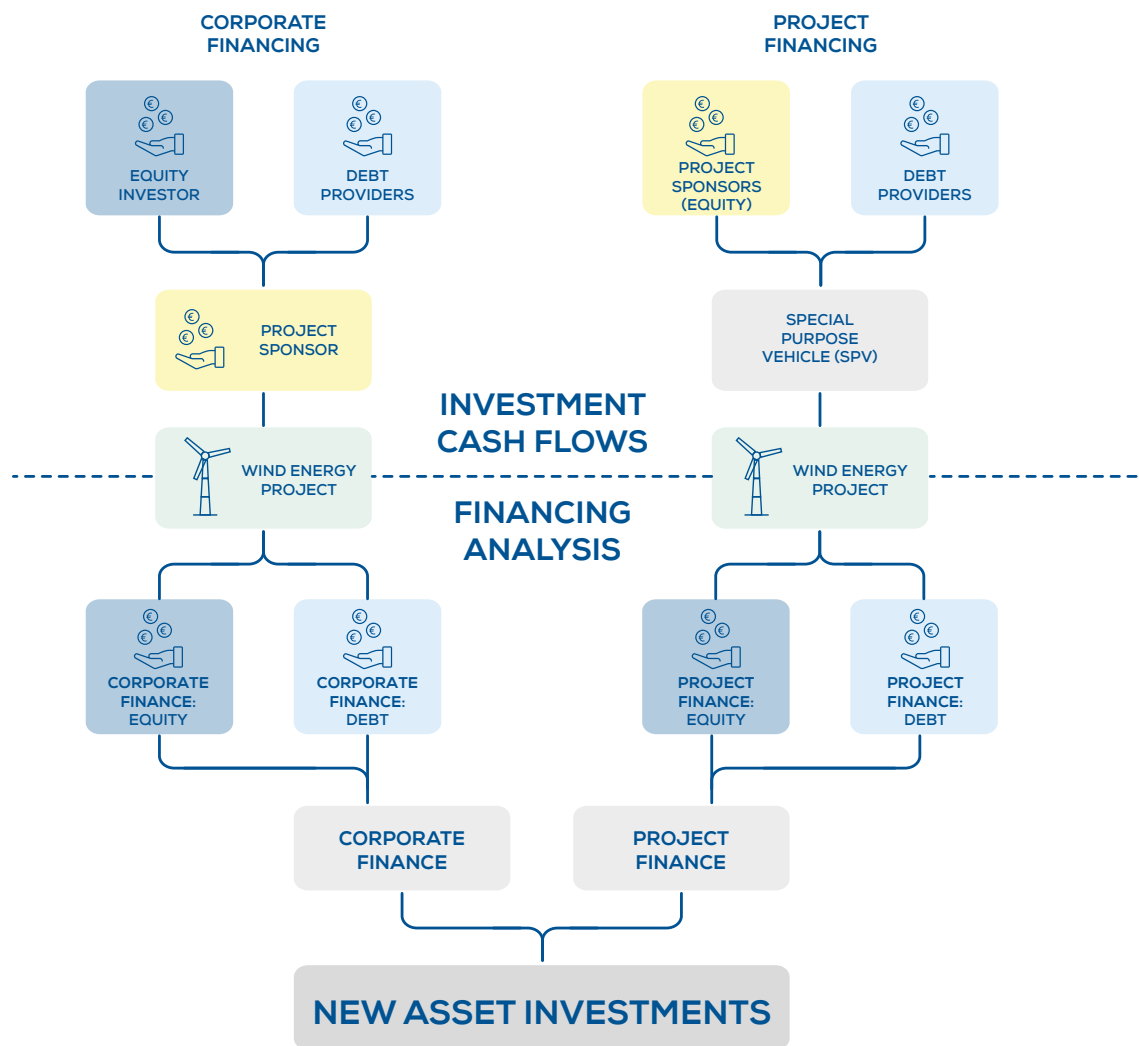 CORPORATE
FINANCING
PROJECT
FINANCING
EQUITY
INVESTOR
DEBT
PROVIDERS
PROJECT
SPONSORS
(EQUITY)
DEBT
PROVIDERS
PROJECT
SPONSOR
SPECIAL
PURPOSE
VEHICLE (SPV)
INVESTMENT
CASH FLOWS
WIND ENERGY
PROJECT
WIND ENERGY
PROJECT
FINANCING
ANALYSIS
CORPORATE
FINANCE:
EQUITY
CORPORATE
FINANCE:
DEBT
PROJECT
FINANCE:
EQUITY
PROJECT
FINANCE:
DEBT
CORPORATE
FINANCE
PROJECT
FINANCE
NEW ASSET INVESTMENTS